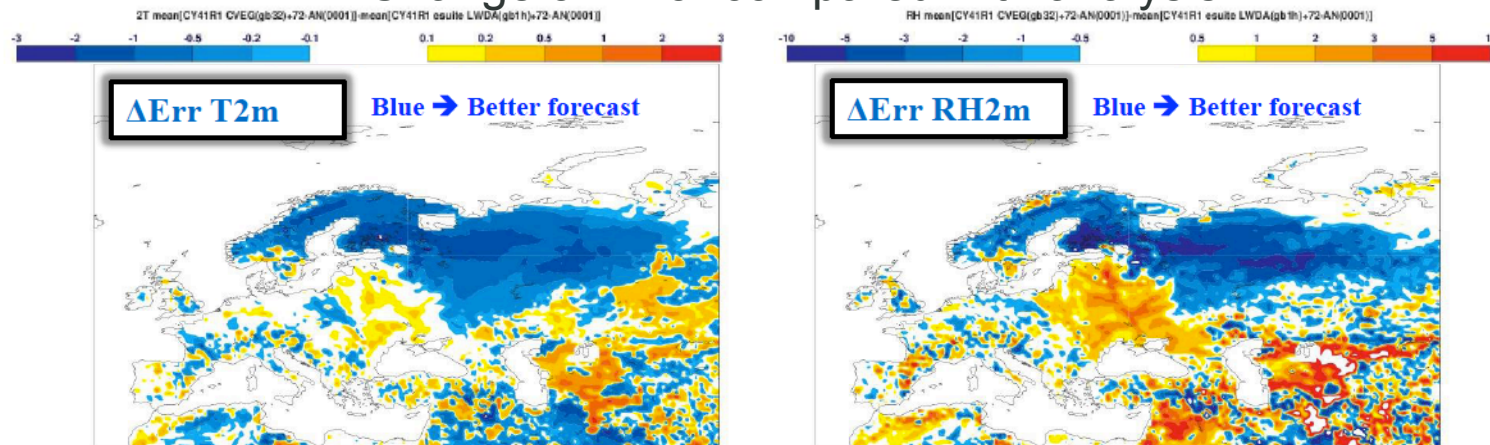 2T mean[CY41R1 CVEG(gb32)+72-AN(0001)]-mean[CY41R1 esuite LWDA(gb1h)+72-AN(0001)]
-3 -2 -1 -0.5 -0.2 -0.1 0.1 0.2 0.5 1 2 3
ΔErr T2m
Blue ➔ Better forecast
RH mean[CY41R1 CVEG(gb32)+72-AN(0001)]-mean[CY41R1 esuite LWDA(gb1h)+72-AN(0001)]
-10 -5 -3 -2 -1 -0.5 0.5 1 2 3 5
ΔErr RH2m
Blue ➔ Better forecast